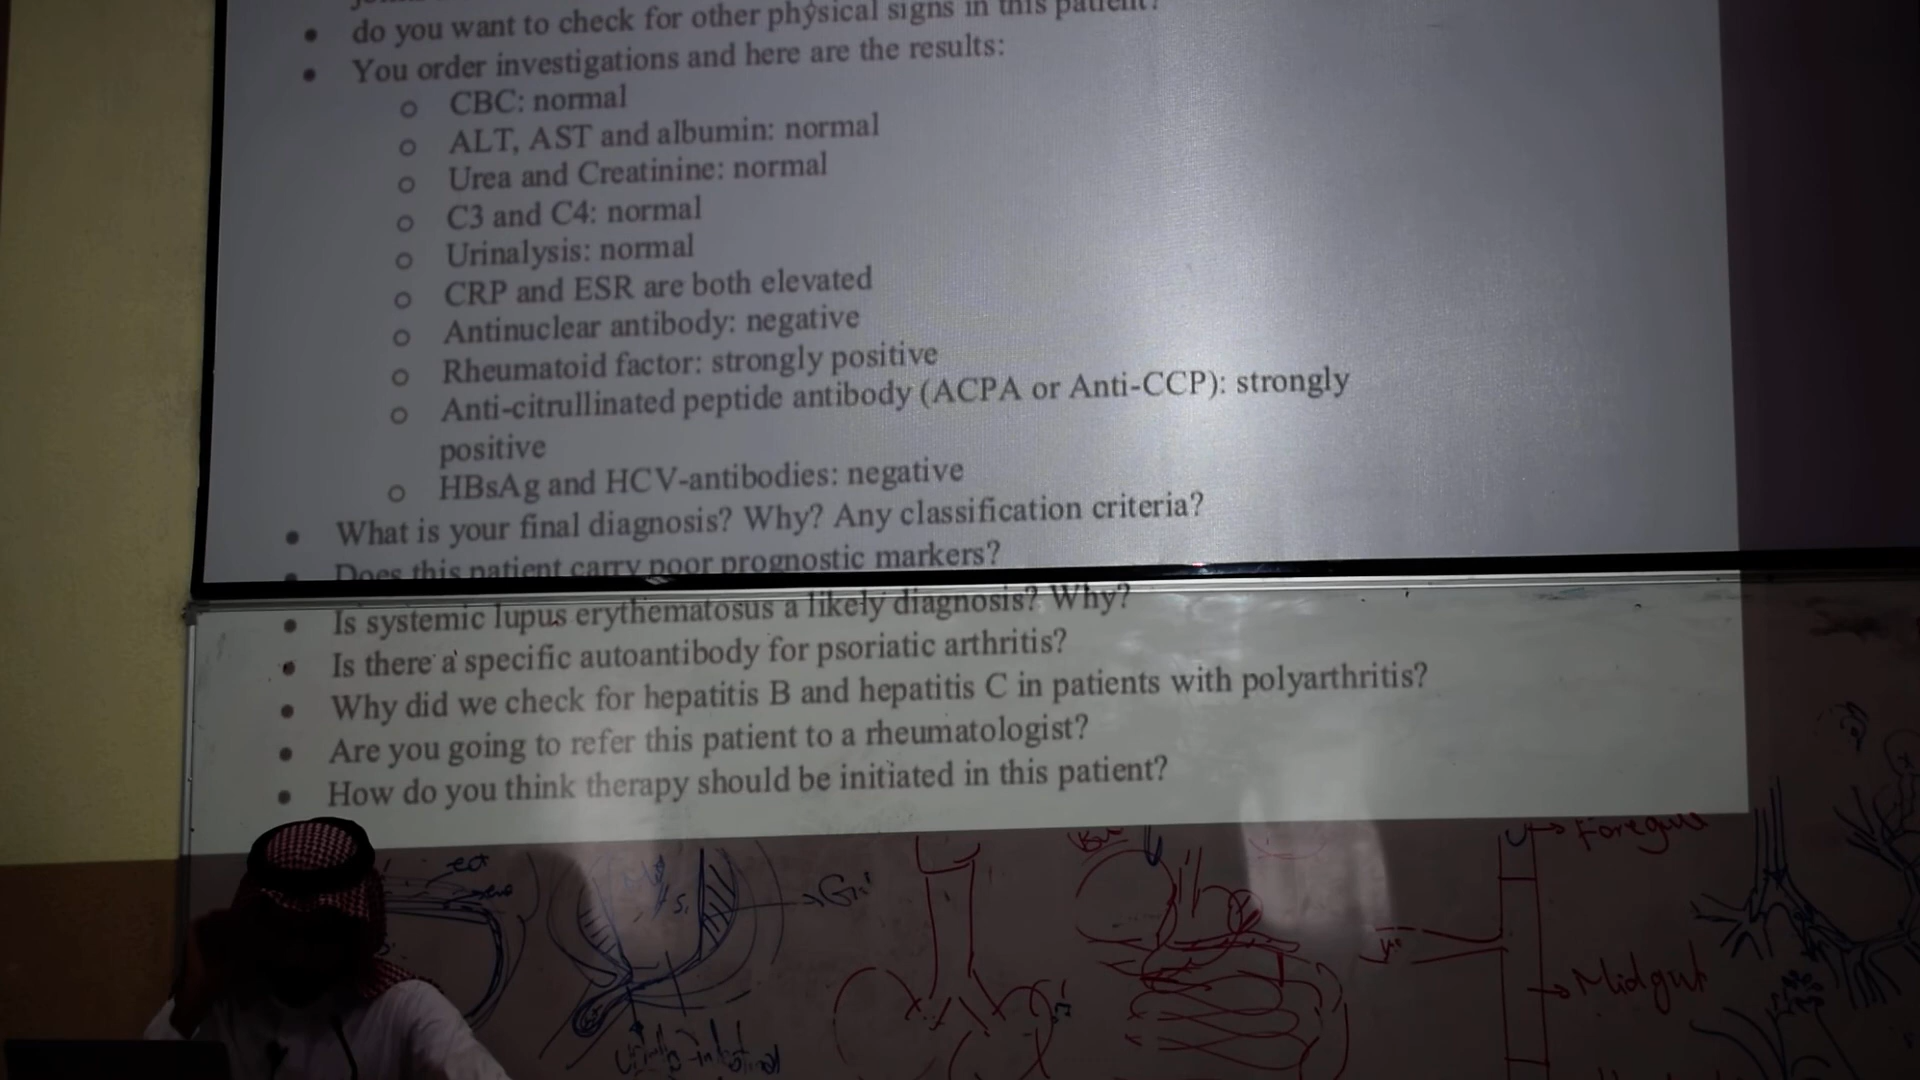 do you want to check for other physical signs in this patient?
You order investigations and here are the results:
CBC: normal
ALT, AST and albumin: normal
Urea and Creatinine: normal
C3 and C4: normal
Urinalysis: normal
CRP and ESR are both elevated
Antinuclear antibody: negative
Rheumatoid factor: strongly positive
Anti-citrullinated peptide antibody (ACPA or Anti-CCP): strongly
positive
HBsAg and HCV-antibodies: negative
What is your final diagnosis? Why? Any classification criteria?
Does this patient carry poor prognostic markers?
Is systemic lupus erythematosus a likely diagnosis? Why?
Is there a specific autoantibody for psoriatic arthritis?
Why did we check for hepatitis B and hepatitis C in patients with polyarthritis?
Are you going to refer this patient to a rheumatologist?
How do you think therapy should be initiated in this patient?
Foregut
Midgut